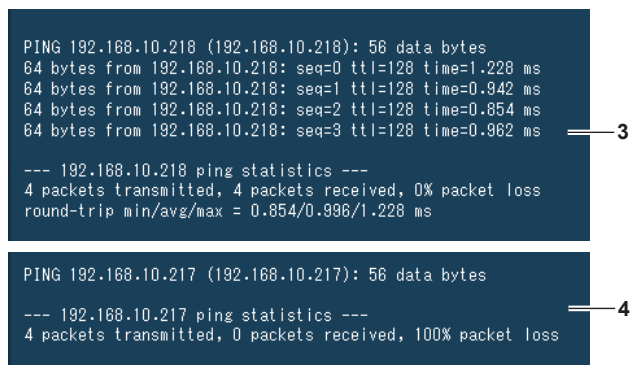 PING 192.168.10.218 (192.168.10.218): 56 data bytes
64 bytes from 192.168.10.218: seq=0 ttl=128 time=1.228 ms
64 bytes from 192.168.10.218: seq=1 ttl=128 time=0.942 ms
64 bytes from 192.168.10.218: seq=2 ttl=128 time=0.854 ms
64 bytes from 192.168.10.218: seq=3 ttl=128 time=0.962 ms
3
--- 192.168.10.218 ping statistics ---
4 packets transmitted, 4 packets received, 0% packet loss
round-trip min/avg/max = 0.854/0.996/1.228 ms
PING 192.168.10.217 (192.168.10.217): 56 data bytes
4
--- 192.168.10.217 ping statistics ---
4 packets transmitted, 0 packets received, 100% packet loss